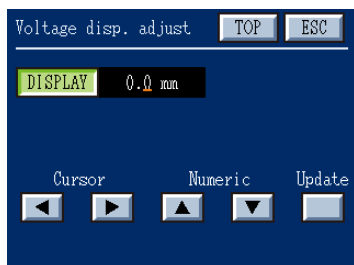 Voltage disp. adjust TOP ESC
DISPLAY 0.0 mm
Cursor Numeric Update